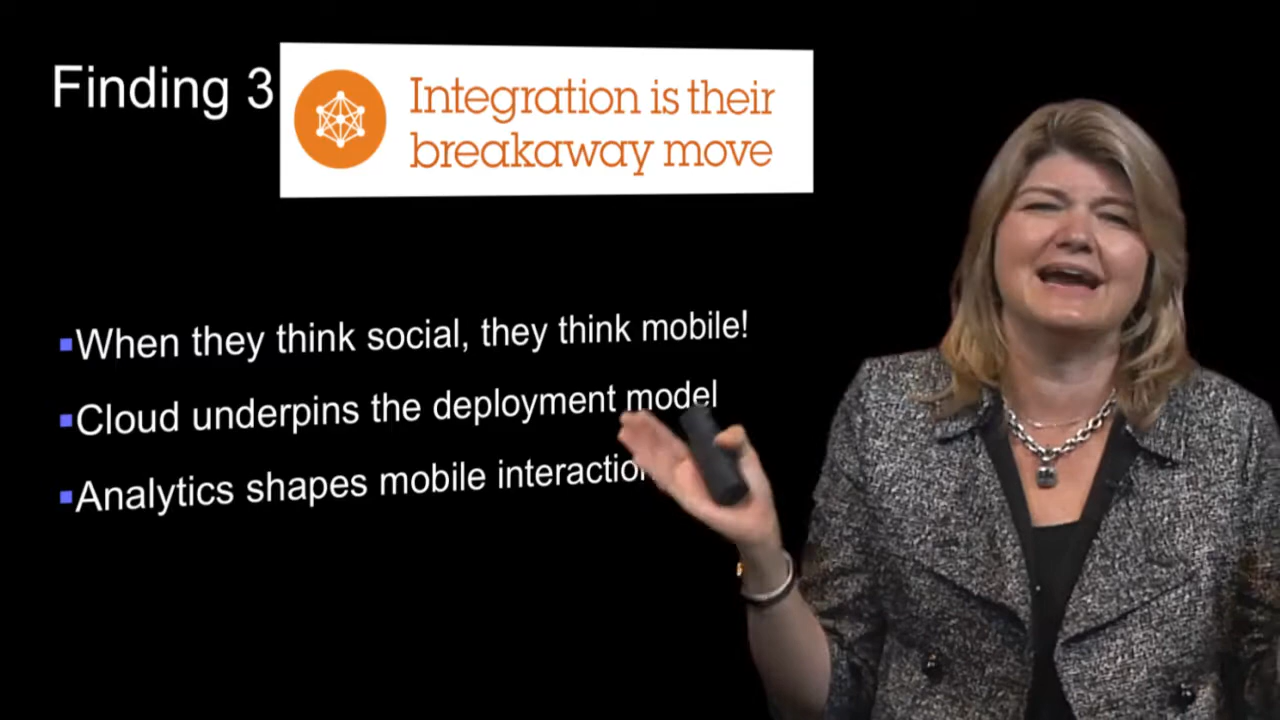 Finding 3
Integration is their
breakaway move
When they think social, they think mobile!
Cloud underpins the deployment model
Analytics shapes mobile